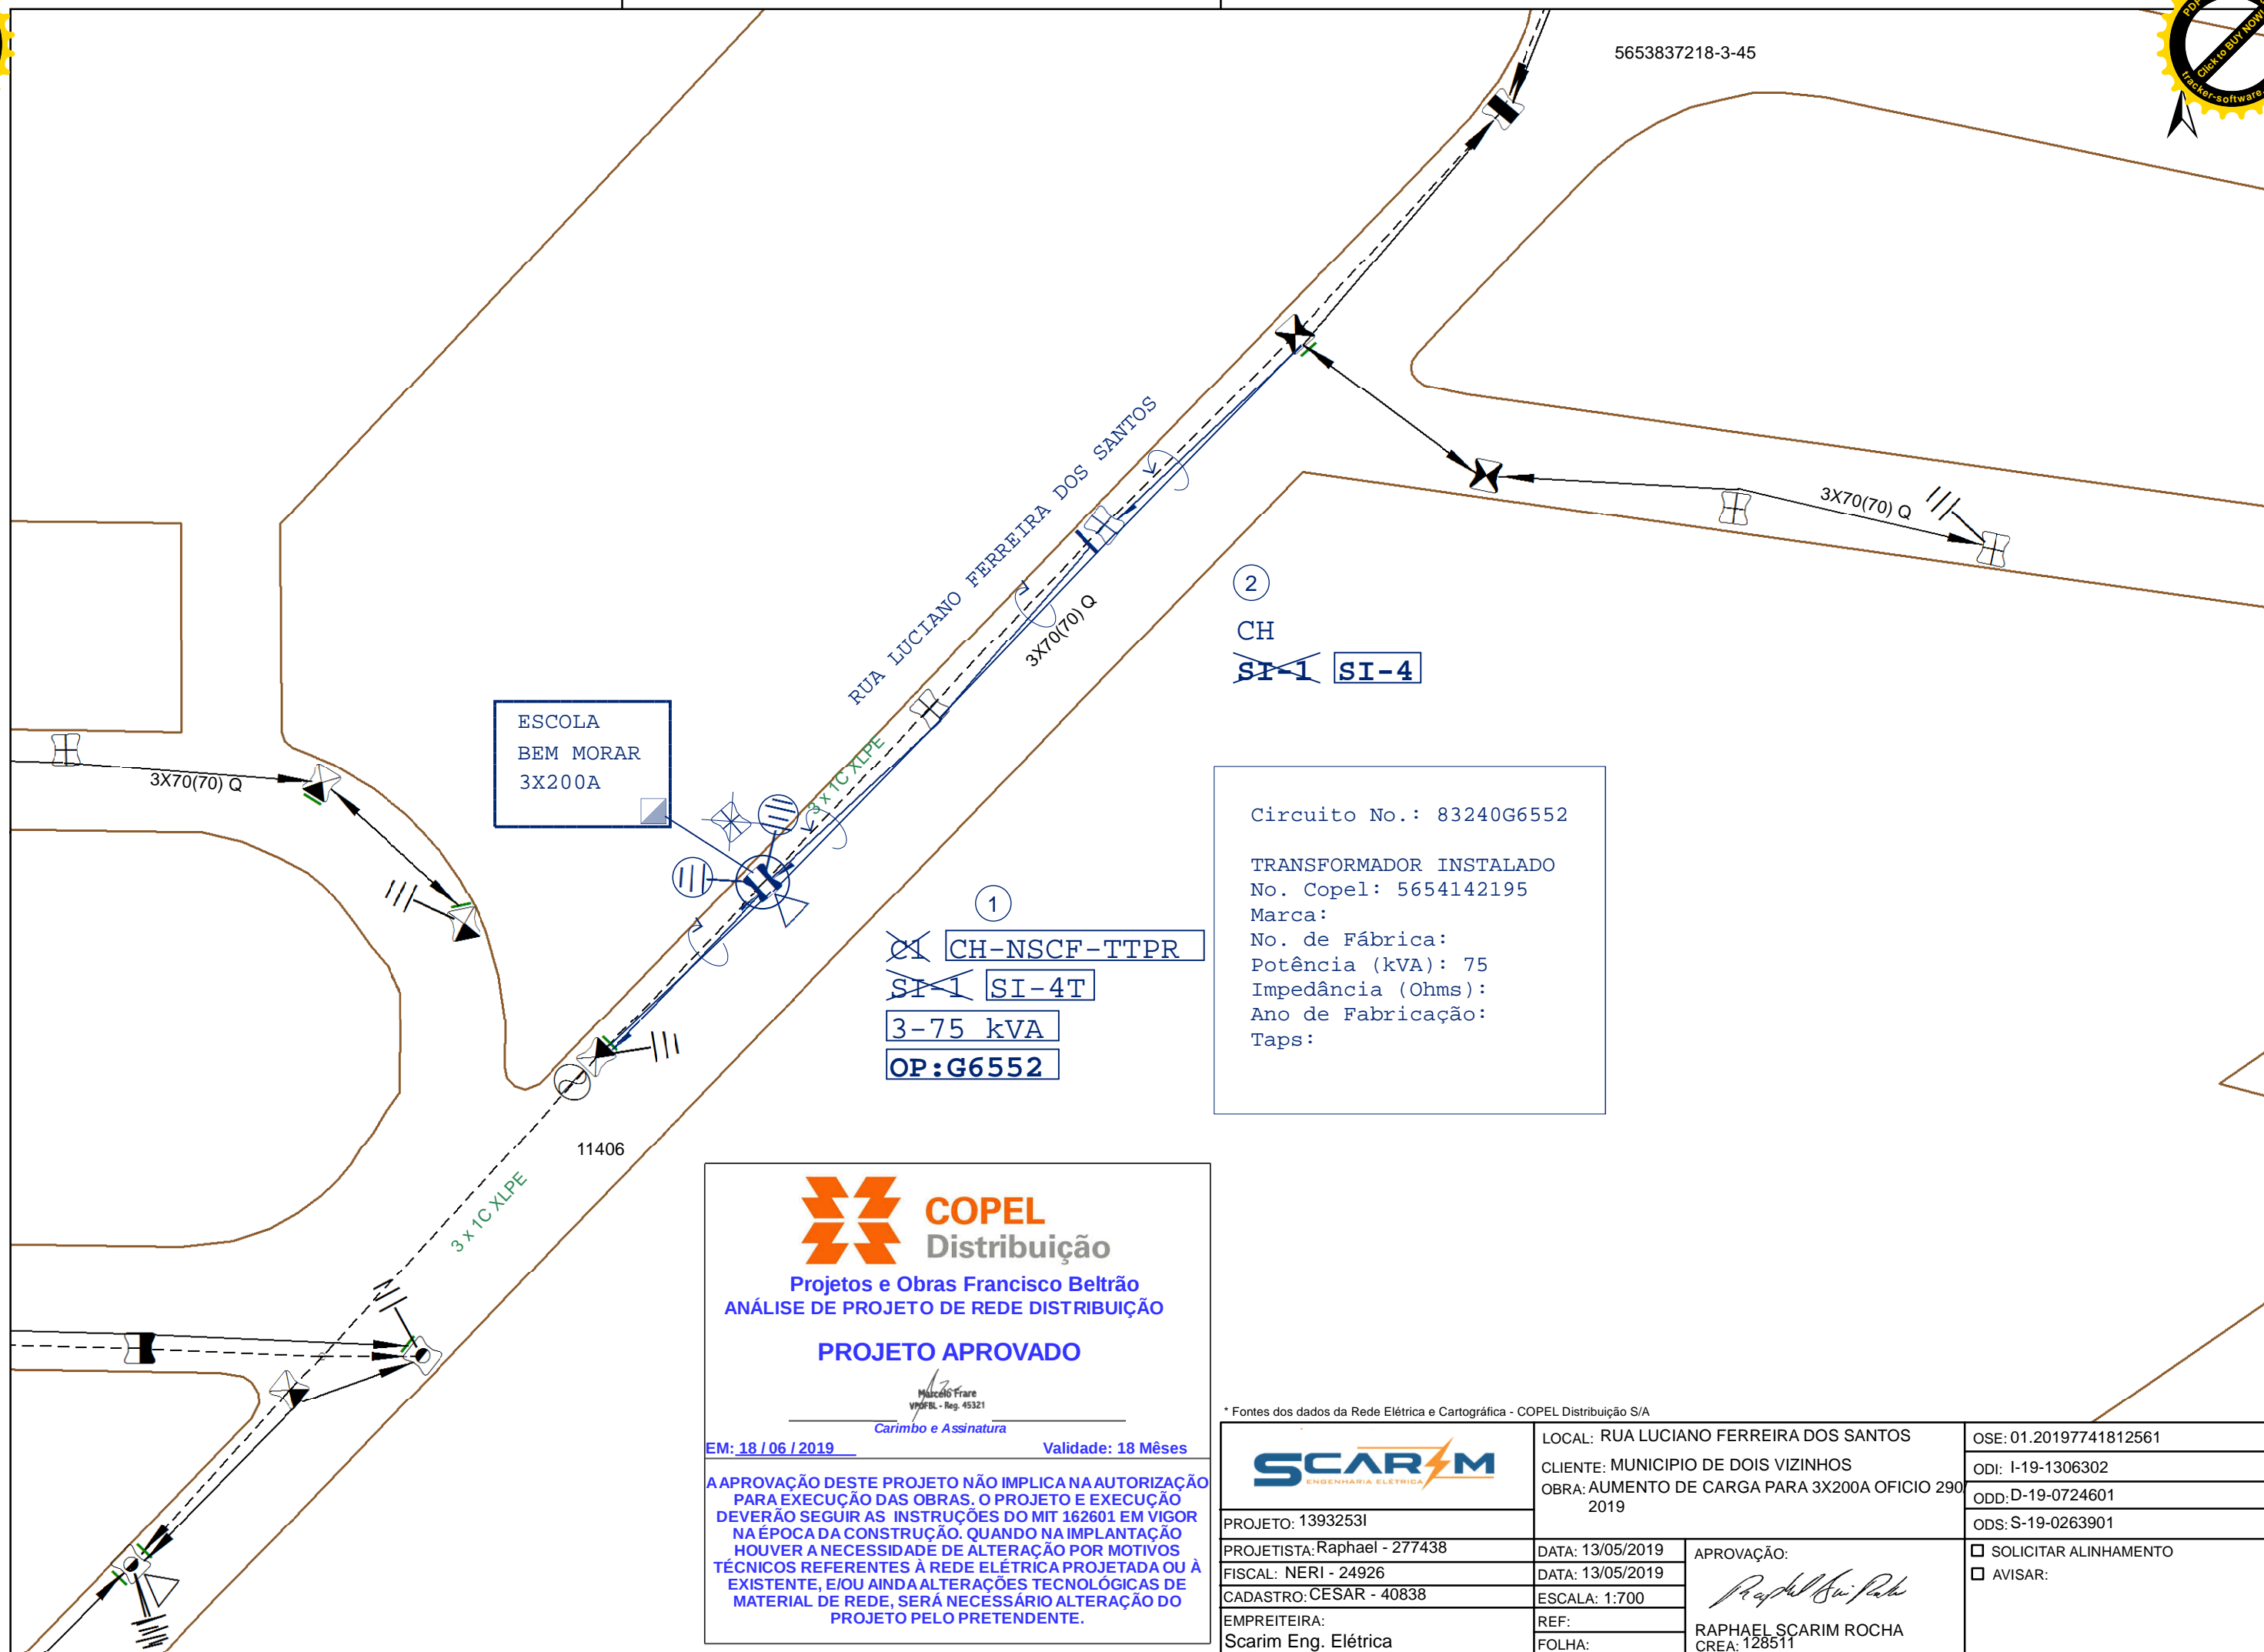 5653837218-3-45
Click to BUY NOW!
tracker-software
RUA LUCIANO FERREIRA DOS SANTOS
3X70(70) Q
3X70(70) Q
2
CH
SI-1 SI-4
ESCOLA
BEM MORAR
3X200A
3X70(70) Q
3 x 1C XLPE
1
C1 CH-NSCF-TTPR
SI-1 SI-4T
3-75 kVA
OP:G6552
Circuito No.: 83240G6552
TRANSFORMADOR INSTALADO
No. Copel: 5654142195
Marca:
No. de Fábrica:
Potência (kVA): 75
Impedância (Ohms):
Ano de Fabricação:
Taps:
11406
3 x 1C XLPE
COPEL
Distribuição
Projetos e Obras Francisco Beltrão
ANÁLISE DE PROJETO DE REDE DISTRIBUIÇÃO
PROJETO APROVADO
Marcelo Frare
VPOFBL - Reg. 45321
Carimbo e Assinatura
EM: 18 / 06 / 2019 Validade: 18 Mêses
A APROVAÇÃO DESTE PROJETO NÃO IMPLICA NA AUTORIZAÇÃO
PARA EXECUÇÃO DAS OBRAS. O PROJETO E EXECUÇÃO
DEVERÃO SEGUIR AS INSTRUÇÕES DO MIT 162601 EM VIGOR
NA ÉPOCA DA CONSTRUÇÃO. QUANDO NA IMPLANTAÇÃO
HOUVER A NECESSIDADE DE ALTERAÇÃO POR MOTIVOS
TÉCNICOS REFERENTES À REDE ELÉTRICA PROJETADA OU À
EXISTENTE, E/OU AINDA ALTERAÇÕES TECNOLÓGICAS DE
MATERIAL DE REDE, SERÁ NECESSÁRIO ALTERAÇÃO DO
PROJETO PELO PRETENDENTE.
* Fontes dos dados da Rede Elétrica e Cartográfica - COPEL Distribuição S/A
SCARIM
ENGENHARIA ELÉTRICA
LOCAL: RUA LUCIANO FERREIRA DOS SANTOS
CLIENTE: MUNICIPIO DE DOIS VIZINHOS
OBRA: AUMENTO DE CARGA PARA 3X200A OFICIO 290/
2019
OSE: 01.20197741812561
ODI: I-19-1306302
ODD: D-19-0724601
ODS: S-19-0263901
PROJETO: 1393253I
PROJETISTA: Raphael - 277438
DATA: 13/05/2019
FISCAL: NERI - 24926
DATA: 13/05/2019
CADASTRO: CESAR - 40838
ESCALA: 1:700
EMPREITEIRA:
Scarim Eng. Elétrica
REF:
FOLHA:
APROVAÇÃO:
RAPHAEL SCARIM ROCHA
CREA: 128511
SOLICITAR ALINHAMENTO
AVISAR: